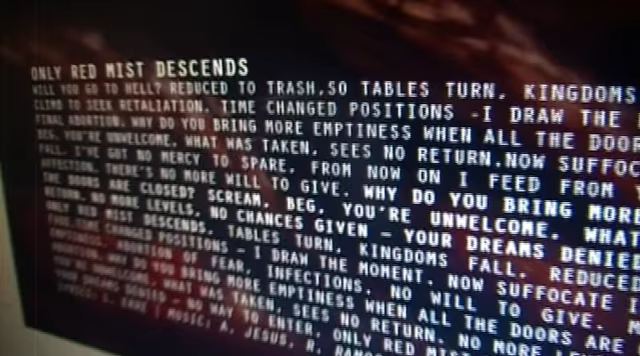 ONLY RED MIST DESCENDS
WILL YOU GO TO HELL? REDUCED TO TRASH,SO TABLES TURN. KINGDOMS
CLIMB TO SEEK RETALIATION. TIME CHANGED POSITIONS -I DRAW THE
FINAL ABORTION. WHY DO YOU BRING MORE EMPTINESS WHEN ALL THE DOOR
BEG, YOU'RE UNWELCOME. WHAT WAS TAKEN, SEES NO RETURN.NOW SUFFOC
FALL. I'VE GOT NO MERCY TO SPARE. FROM NOW ON I FEED FROM
AFFECTION. THERE'S NO MORE WILL TO GIVE. WHY DO YOU BRING MORE
THE DOORS ARE CLOSED? SCREAM, BEG, YOU'RE UNWELCOME. WHAT
RETURN. NO MORE LEVELS, NO CHANCES GIVEN - YOUR DREAMS DENIED
ONLY RED MIST DESCENDS. TABLES TURN. KINGDOMS FALL. REDUCED
TIME CHANGED POSITIONS - I DRAW THE MOMENT. NOW SUFFOCATE
ABORTION OF FEAR, INFECTIONS. NO WILL TO GIVE.
WHY DO YOU BRING MORE EMPTINESS WHEN ALL THE DOORS ARE
YOU'RE UNWELCOME. WHAT WAS TAKEN, SEES NO RETURN. NO MORE
YOUR DREAMS DENIED - NO WAY TO ENTER. ONLY RED MIST
MUSIC: A. JESUS, R.